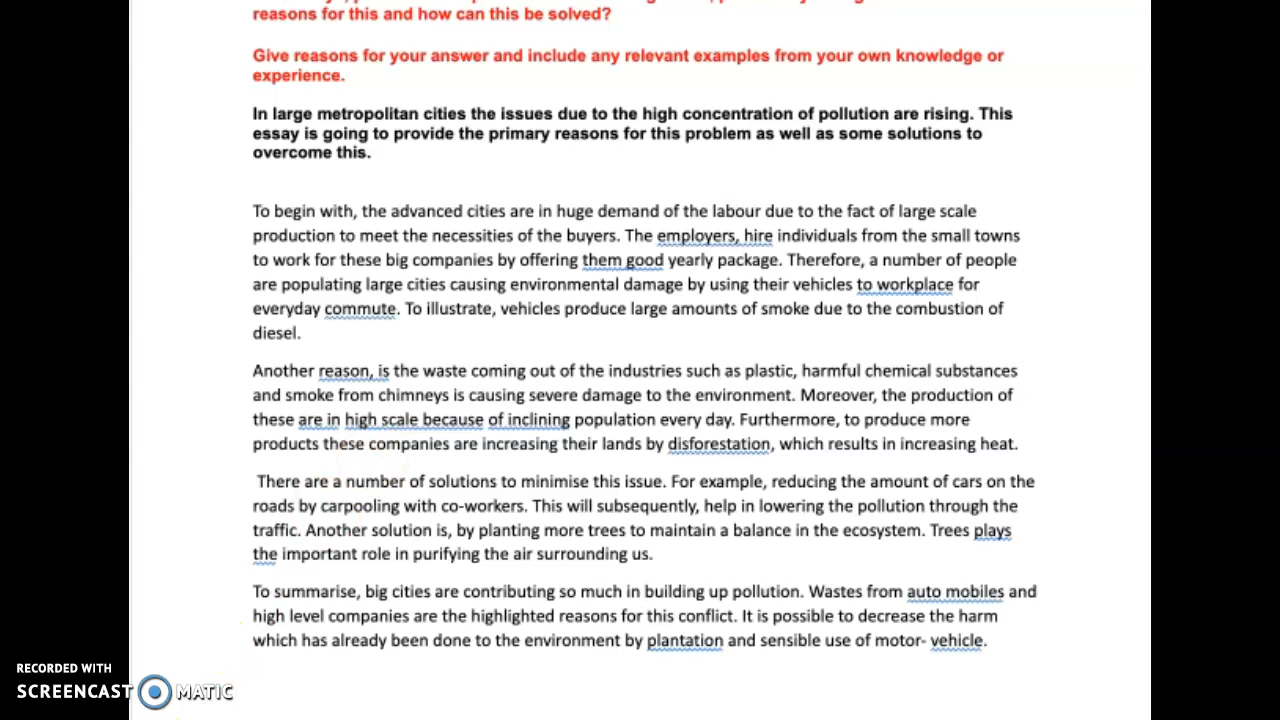 reasons for this and how can this be solved?
Give reasons for your answer and include any relevant examples from your own knowledge or
experience.
In large metropolitan cities the issues due to the high concentration of pollution are rising. This
essay is going to provide the primary reasons for this problem as well as some solutions to
overcome this.
To begin with, the advanced cities are in huge demand of the labour due to the fact of large scale
production to meet the necessities of the buyers. The employers, hire individuals from the small towns
to work for these big companies by offering them good yearly package. Therefore, a number of people
are populating large cities causing environmental damage by using their vehicles to workplace for
everyday commute. To illustrate, vehicles produce large amounts of smoke due to the combustion of
diesel.
Another reason, is the waste coming out of the industries such as plastic, harmful chemical substances
and smoke from chimneys is causing severe damage to the environment. Moreover, the production of
these are in high scale because of inclining population every day. Furthermore, to produce more
products these companies are increasing their lands by disforestation, which results in increasing heat.
There are a number of solutions to minimise this issue. For example, reducing the amount of cars on the
roads by carpooling with co-workers. This will subsequently, help in lowering the pollution through the
traffic. Another solution is, by planting more trees to maintain a balance in the ecosystem. Trees plays
the important role in purifying the air surrounding us.
To summarise, big cities are contributing so much in building up pollution. Wastes from auto mobiles and
high level companies are the highlighted reasons for this conflict. It is possible to decrease the harm
which has already been done to the environment by plantation and sensible use of motor- vehicle.
RECORDED WITH
SCREENCAST MATIC